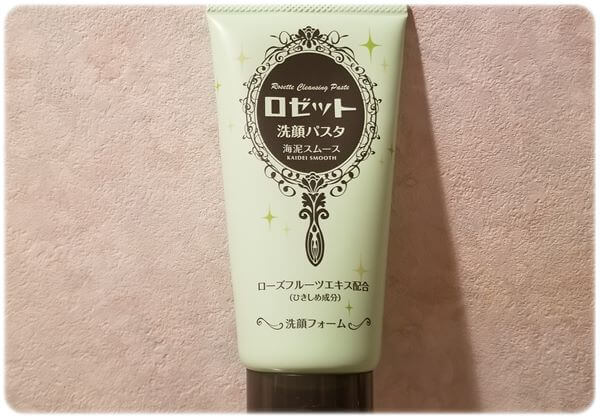 Rosette Cleansing Paste
ロゼット
洗顔パスタ
海泥スムース
KAIDEI SMOOTH
ローズフルーツエキス配合
(ひきしめ成分)
洗顔フォーム